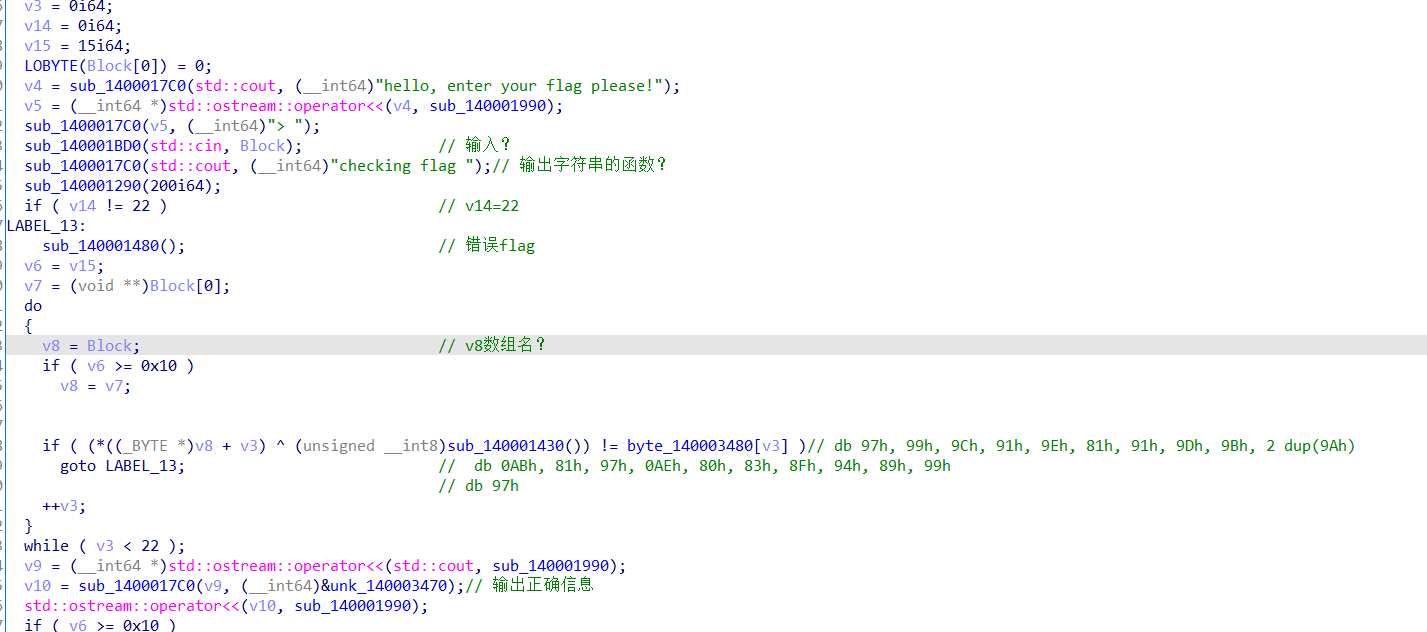 v3 = 0i64;
v14 = 0i64;
v15 = 15i64;
LOBYTE(Block[0]) = 0;
v4 = sub_1400017C0(std::cout, (__int64)"hello, enter your flag please!");
v5 = (__int64 *)std::ostream::operator<<(v4, sub_140001990);
sub_1400017C0(v5, (__int64)"> ");
sub_140001BD0(std::cin, Block); // 输入?
sub_1400017C0(std::cout, (__int64)"checking flag ");// 输出字符串的函数?
sub_140001290(200i64);
if ( v14 != 22 ) // v14=22
LABEL_13:
sub_140001480(); // 错误flag
v6 = v15;
v7 = (void **)Block[0];
do
{
v8 = Block; // v8数组名?
if ( v6 >= 0x10 )
v8 = v7;
if ( (*((_BYTE *)v8 + v3) ^ (unsigned __int8)sub_140001430()) != byte_140003480[v3] )// db 97h, 99h, 9Ch, 91h, 9Eh, 81h, 91h, 9Dh, 9Bh, 2 dup(9Ah)
goto LABEL_13; // db 0ABh, 81h, 97h, 0AEh, 80h, 83h, 8Fh, 94h, 89h, 99h
// db 97h
++v3;
}
while ( v3 < 22 );
v9 = (__int64 *)std::ostream::operator<<(std::cout, sub_140001990);
v10 = sub_1400017C0(v9, (__int64)&unk_140003470);// 输出正确信息
std::ostream::operator<<(v10, sub_140001990);
if ( v6 >= 0x10 )